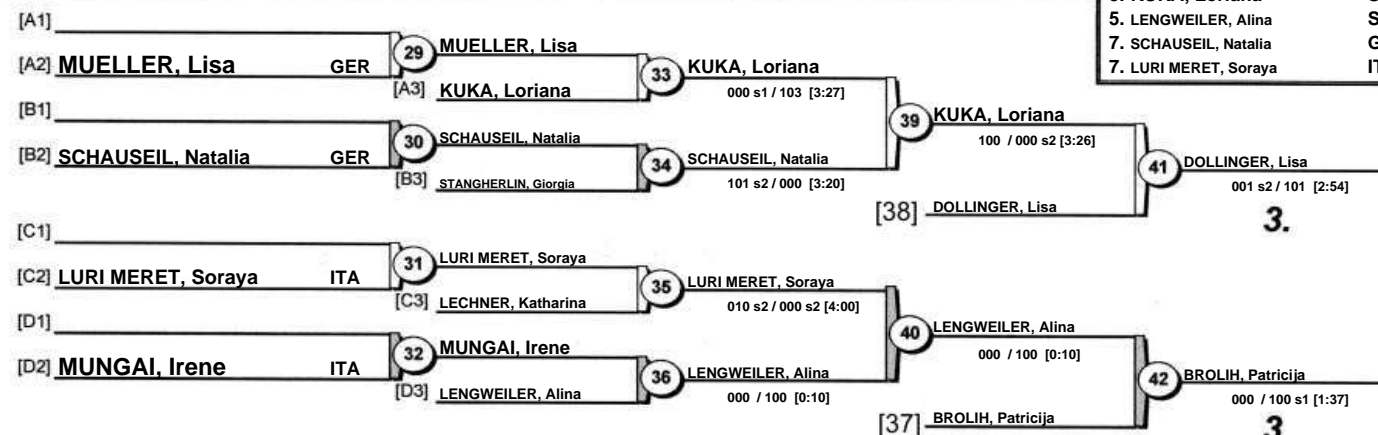 5. LENGWEILER, Alina
7. SCHAUSEIL, Natalia
7. LURI MERET, Soraya
[A1]
[A2] MUELLER, Lisa GER
29
MUELLER, Lisa
[A3] KUKA, Loriana
33
KUKA, Loriana
000 s1 / 103 [3:27]
[B1]
[B2] SCHAUSEIL, Natalia GER
30
SCHAUSEIL, Natalia
[B3] STANGHERLIN, Giorgia
34
SCHAUSEIL, Natalia
101 s2 / 000 [3:20]
39
KUKA, Loriana
100 / 000 s2 [3:26]
[38] DOLLINGER, Lisa
41
DOLLINGER, Lisa
001 s2 / 101 [2:54]
3.
[C1]
[C2] LURI MERET, Soraya ITA
31
LURI MERET, Soraya
[C3] LECHNER, Katharina
35
LURI MERET, Soraya
010 s2 / 000 s2 [4:00]
[D1]
[D2] MUNGAI, Irene ITA
32
MUNGAI, Irene
[D3] LENGWEILER, Alina
36
LENGWEILER, Alina
000 / 100 [0:10]
40
LENGWEILER, Alina
000 / 100 [0:10]
[37] BROLIH, Patricija
42
BROLIH, Patricija
000 / 100 s1 [1:37]
3